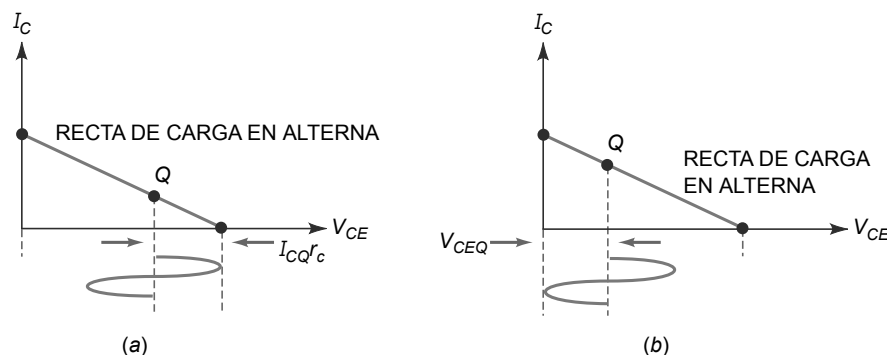 I_C
RECTA DE CARGA EN ALTERNA
Q
V_CE
I_CQ r_c
(a)
I_C
Q
RECTA DE CARGA
EN ALTERNA
V_CE
V_CEQ
(b)